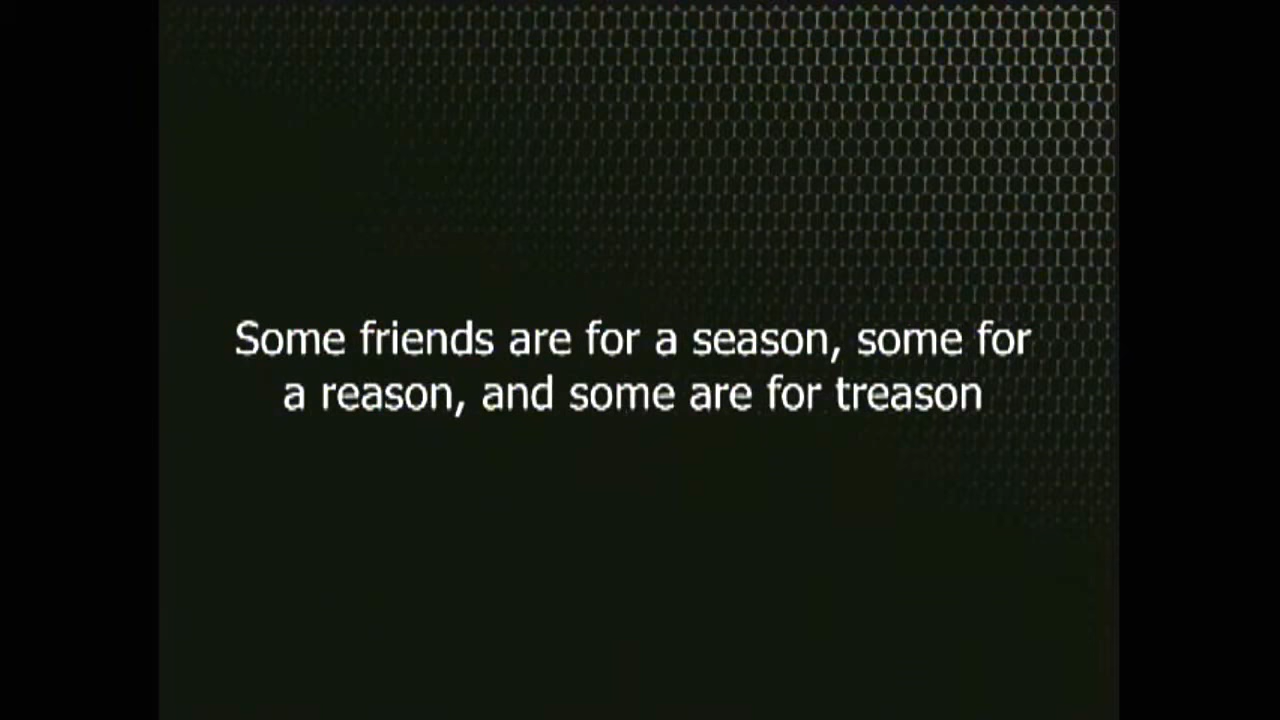 Some friends are for a season, some for
a reason, and some are for treason